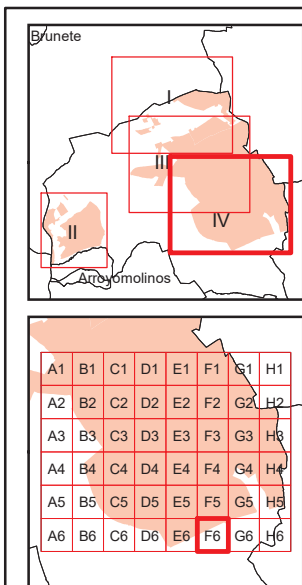 Brunete
I
III
IV
II
Arroyomolinos
A1 B1 C1 D1 E1 F1 G1 H1
A2 B2 C2 D2 E2 F2 G2 H2
A3 B3 C3 D3 E3 F3 G3 H3
A4 B4 C4 D4 E4 F4 G4 H4
A5 B5 C5 D5 E5 F5 G5 H5
A6 B6 C6 D6 E6 F6 G6 H6